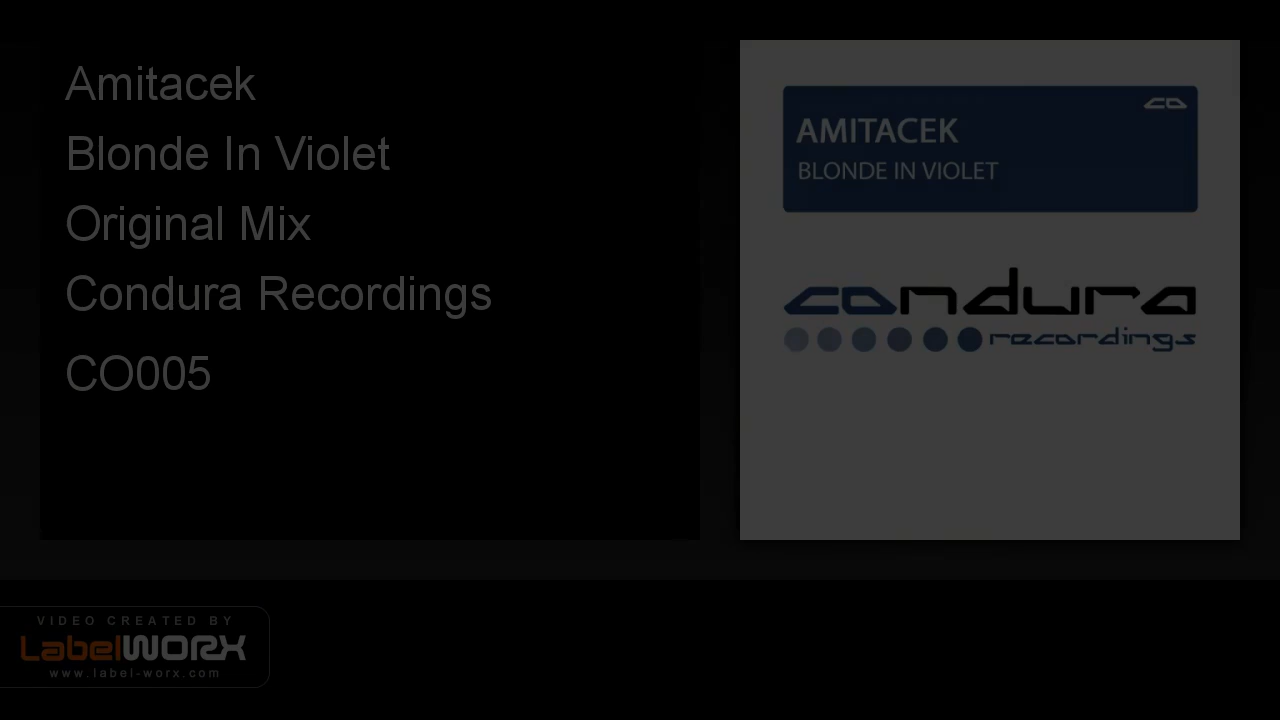 Amitacek
Blonde In Violet
Original Mix
Condura Recordings
CO005
co
AMITACEK
BLONDE IN VIOLET
condura
recordings
VIDEO CREATED BY
LabelWORX
www.label-worx.com